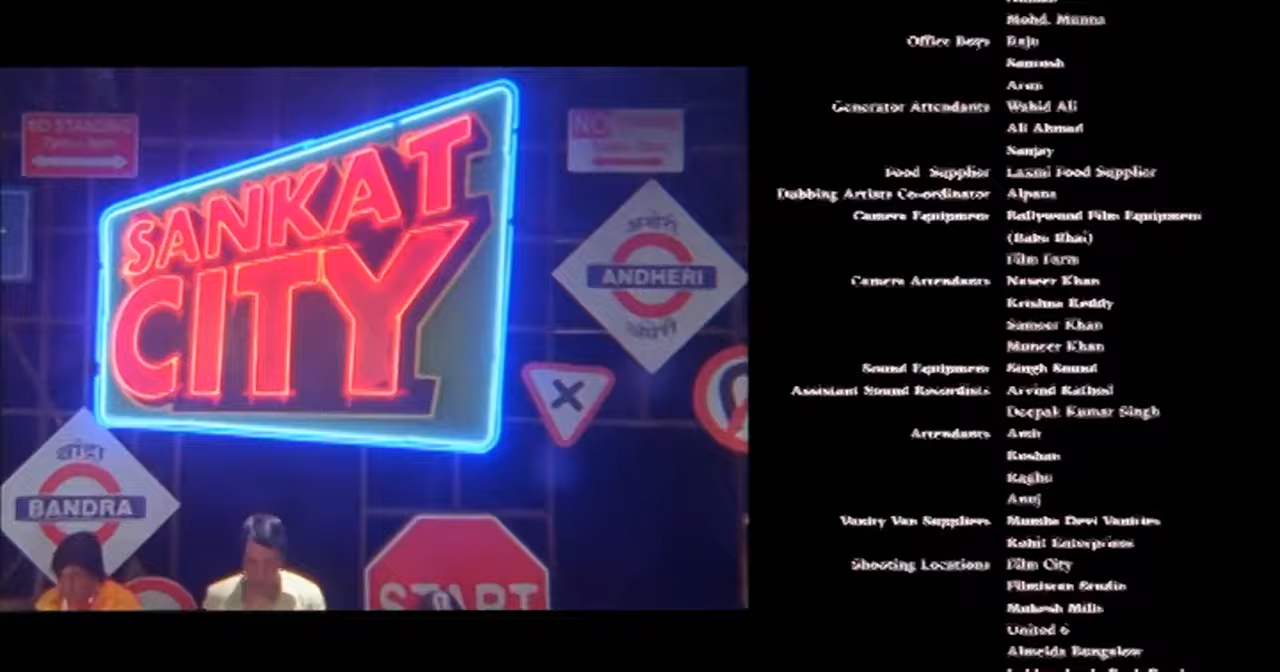 NO STANDING
NO
SANKAT
CITY
अंधेरी
ANDHERI
अंधेरी
बांद्रा
BANDRA
START
Mohd. Munna
Office Boys Raju
Santosh
Arun
Generator Attendants Wahid Ali
Ali Ahmad
Sanjay
Food Supplier Laxmi Food Supplier
Dubbing Artists Co-ordinator Alpana
Camera Equipment Bollywood Film Equipment
(Babu Bhai)
Film Farm
Camera Attendants Naseer Khan
Krishna Reddy
Sameer Khan
Muneer Khan
Sound Equipment Singh Sound
Assistant Sound Recordists Arvind Rathod
Deepak Kumar Singh
Attendants Amit
Roshan
Raghu
Anuj
Vanity Van Suppliers Mumba Devi Vanities
Rohit Enterprises
Shooting Locations Film City
Filmistan Studio
Mukesh Mills
United 6
Almeida Bungalow